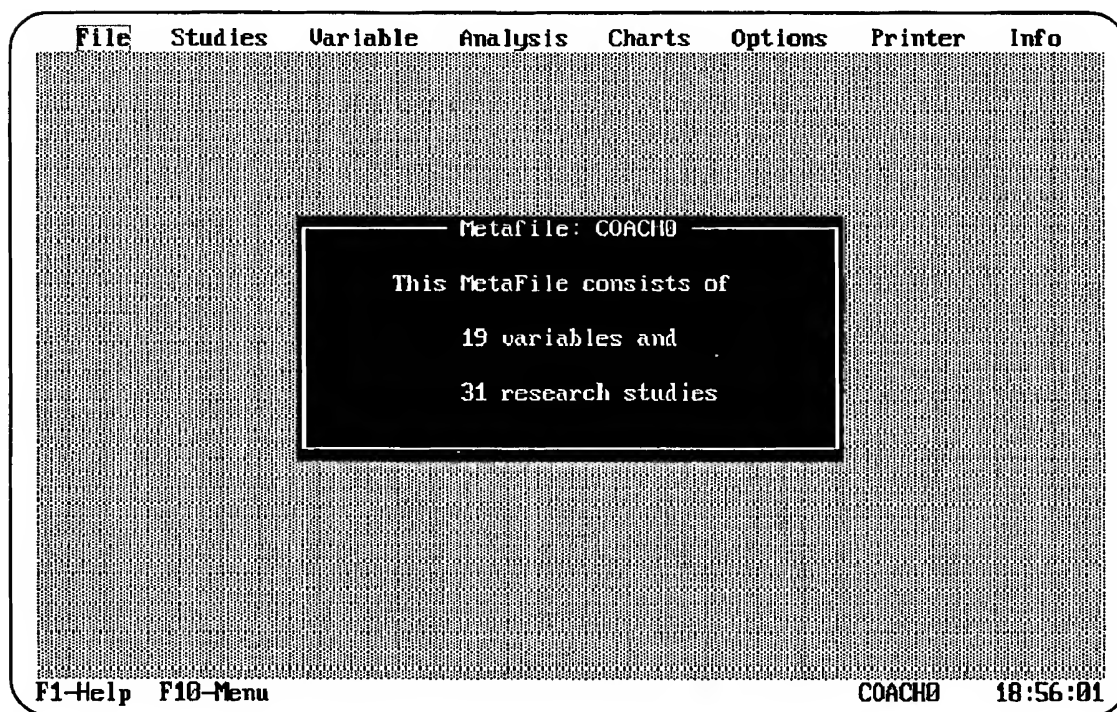 File Studies Variable Analysis Charts Options Printer Info
Metafile: COACH0
This MetaFile consists of
19 variables and
31 research studies
F1-Help F10-Menu COACH0 18:56:01